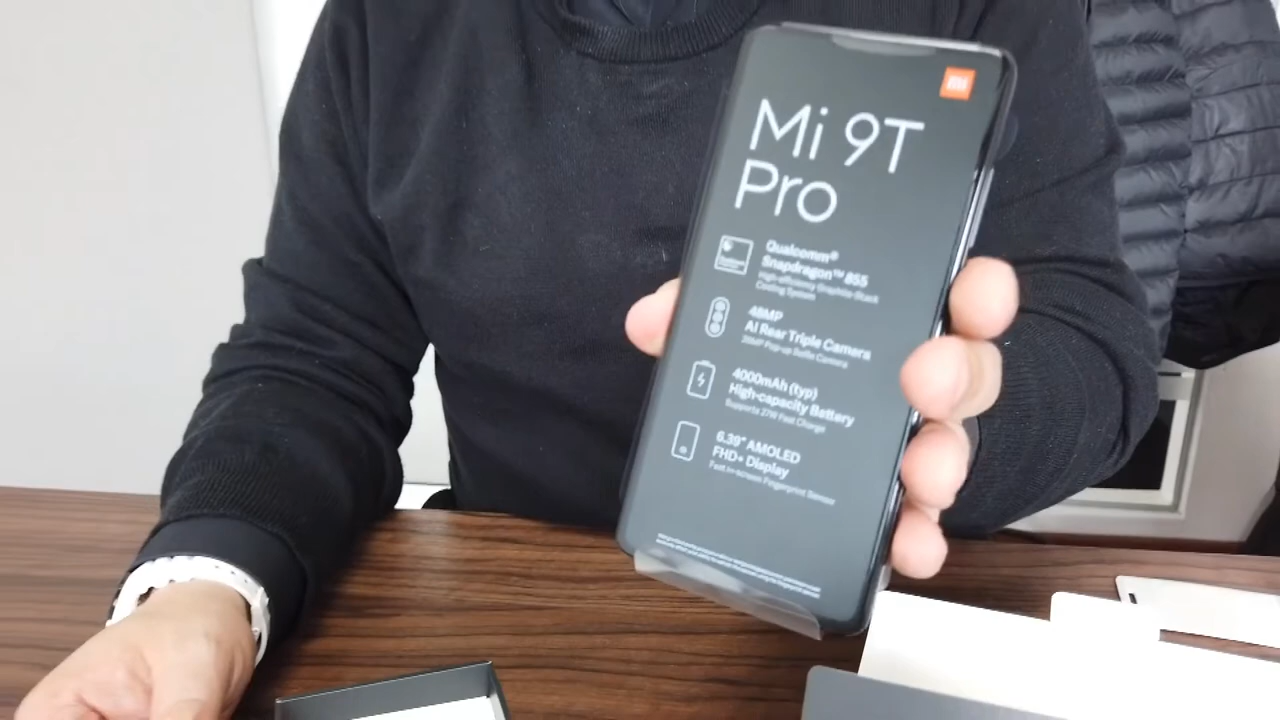 mi
Mi 9T
Pro
Qualcomm®
Snapdragon™ 855
High-efficiency Graphite Stack
Cooling System
48MP
AI Rear Triple Camera
20MP Pop-up Selfie Camera
4000mAh (typ)
High-capacity Battery
Supports 27W Fast Charge
6.39" AMOLED
FHD+ Display
Fast In-screen Fingerprint Sensor